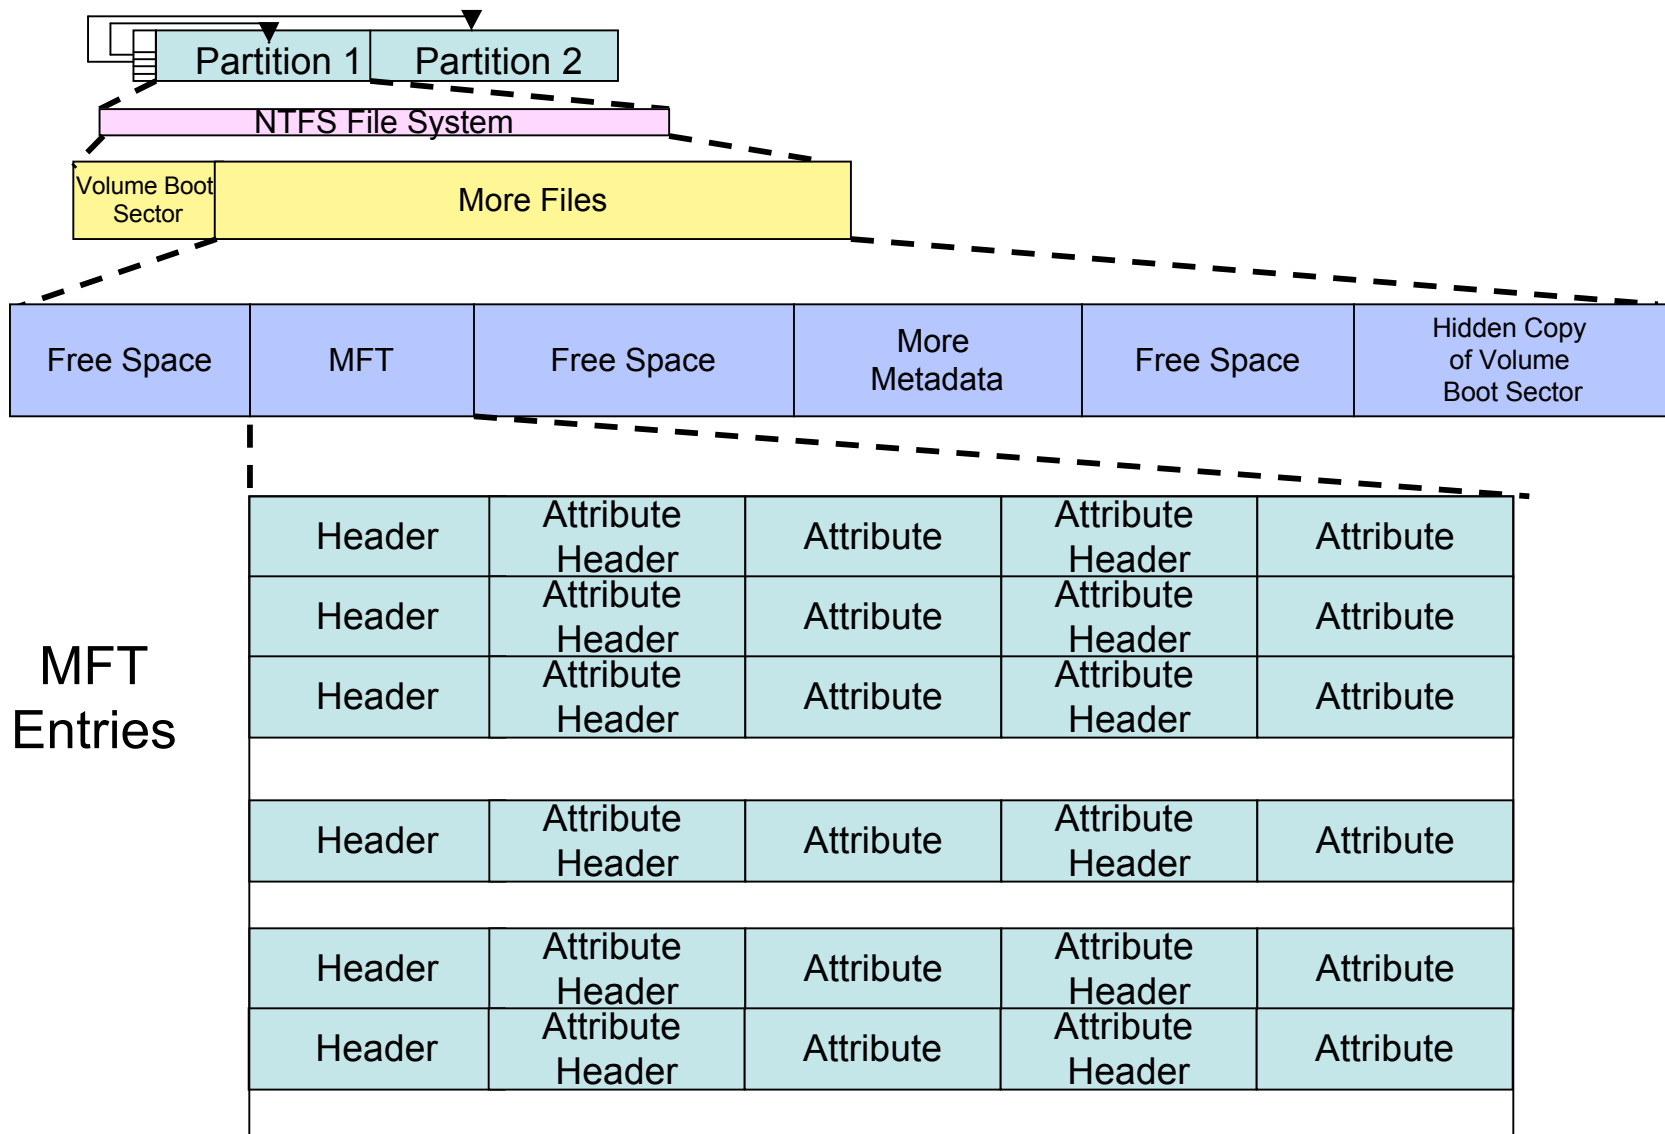 Partition 1 Partition 2
NTFS File System
Volume Boot
Sector
More Files
Free Space
MFT
Free Space
More
Metadata
Free Space
Hidden Copy
of Volume
Boot Sector
MFT
Entries
Header
Attribute
Header
Attribute
Attribute
Header
Attribute
Header
Attribute
Header
Attribute
Attribute
Header
Attribute
Header
Attribute
Header
Attribute
Attribute
Header
Attribute
Header
Attribute
Header
Attribute
Attribute
Header
Attribute
Header
Attribute
Header
Attribute
Attribute
Header
Attribute
Header
Attribute
Header
Attribute
Attribute
Header
Attribute